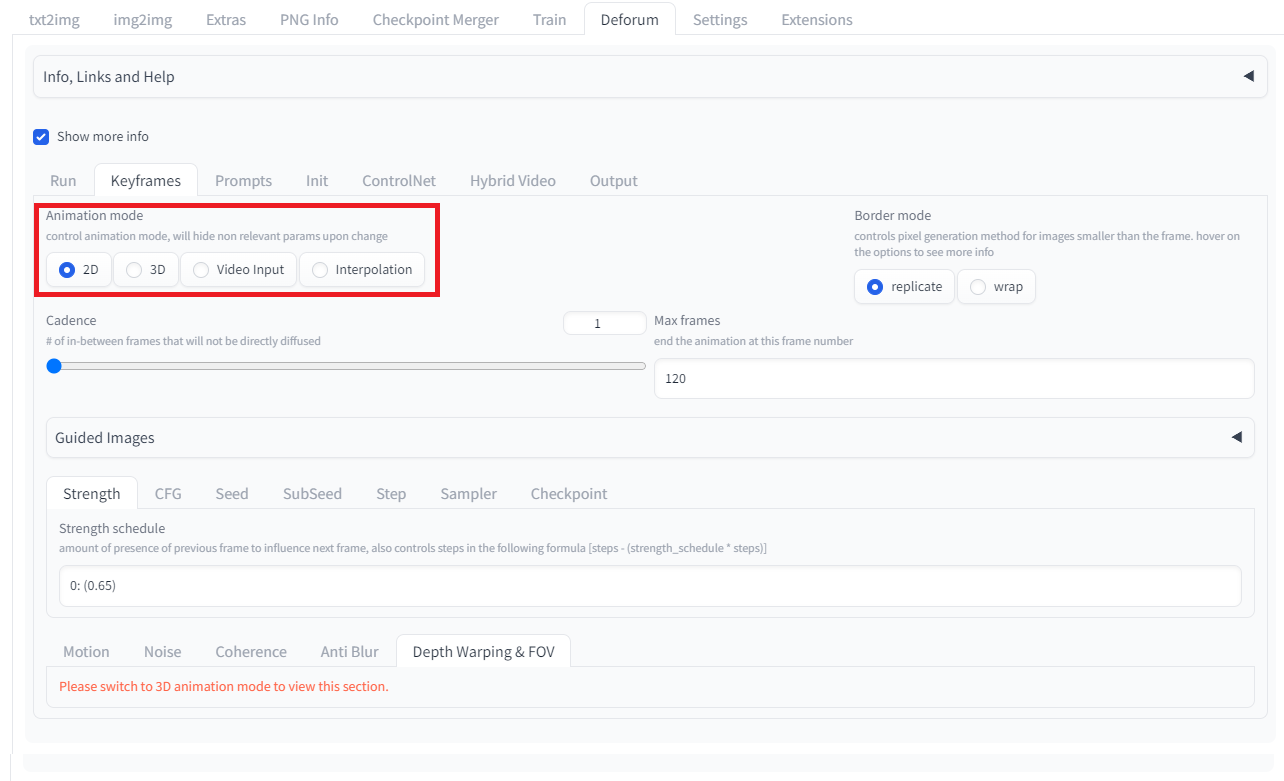 txt2img img2img Extras PNG Info Checkpoint Merger Train Deforum Settings Extensions
Info, Links and Help
Show more info
Run Keyframes Prompts Init ControlNet Hybrid Video Output
Animation mode
control animation mode, will hide non relevant params upon change
2D 3D Video Input Interpolation
Border mode
controls pixel generation method for images smaller than the frame. hover on
the options to see more info
replicate wrap
Cadence
# of in-between frames that will not be directly diffused
1
Max frames
end the animation at this frame number
120
Guided Images
Strength CFG Seed SubSeed Step Sampler Checkpoint
Strength schedule
amount of presence of previous frame to influence next frame, also controls steps in the following formula [steps - (strength_schedule * steps)]
0: (0.65)
Motion Noise Coherence Anti Blur Depth Warping & FOV
Please switch to 3D animation mode to view this section.